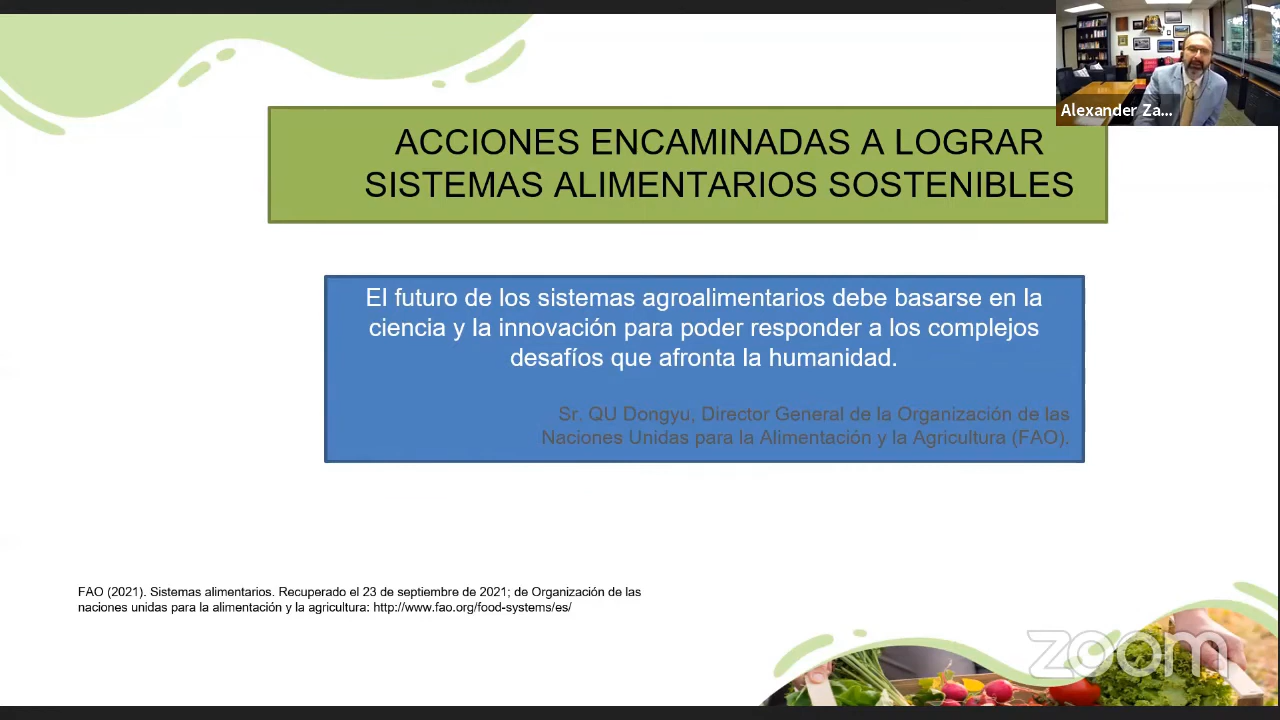 Alexander Za...
ACCIONES ENCAMINADAS A LOGRAR
SISTEMAS ALIMENTARIOS SOSTENIBLES
El futuro de los sistemas agroalimentarios debe basarse en la
ciencia y la innovación para poder responder a los complejos
desafíos que afronta la humanidad.
Sr. QU Dongyu, Director General de la Organización de las
Naciones Unidas para la Alimentación y la Agricultura (FAO).
FAO (2021). Sistemas alimentarios. Recuperado el 23 de septiembre de 2021; de Organización de las
naciones unidas para la alimentación y la agricultura: http://www.fao.org/food-systems/es/
zoom